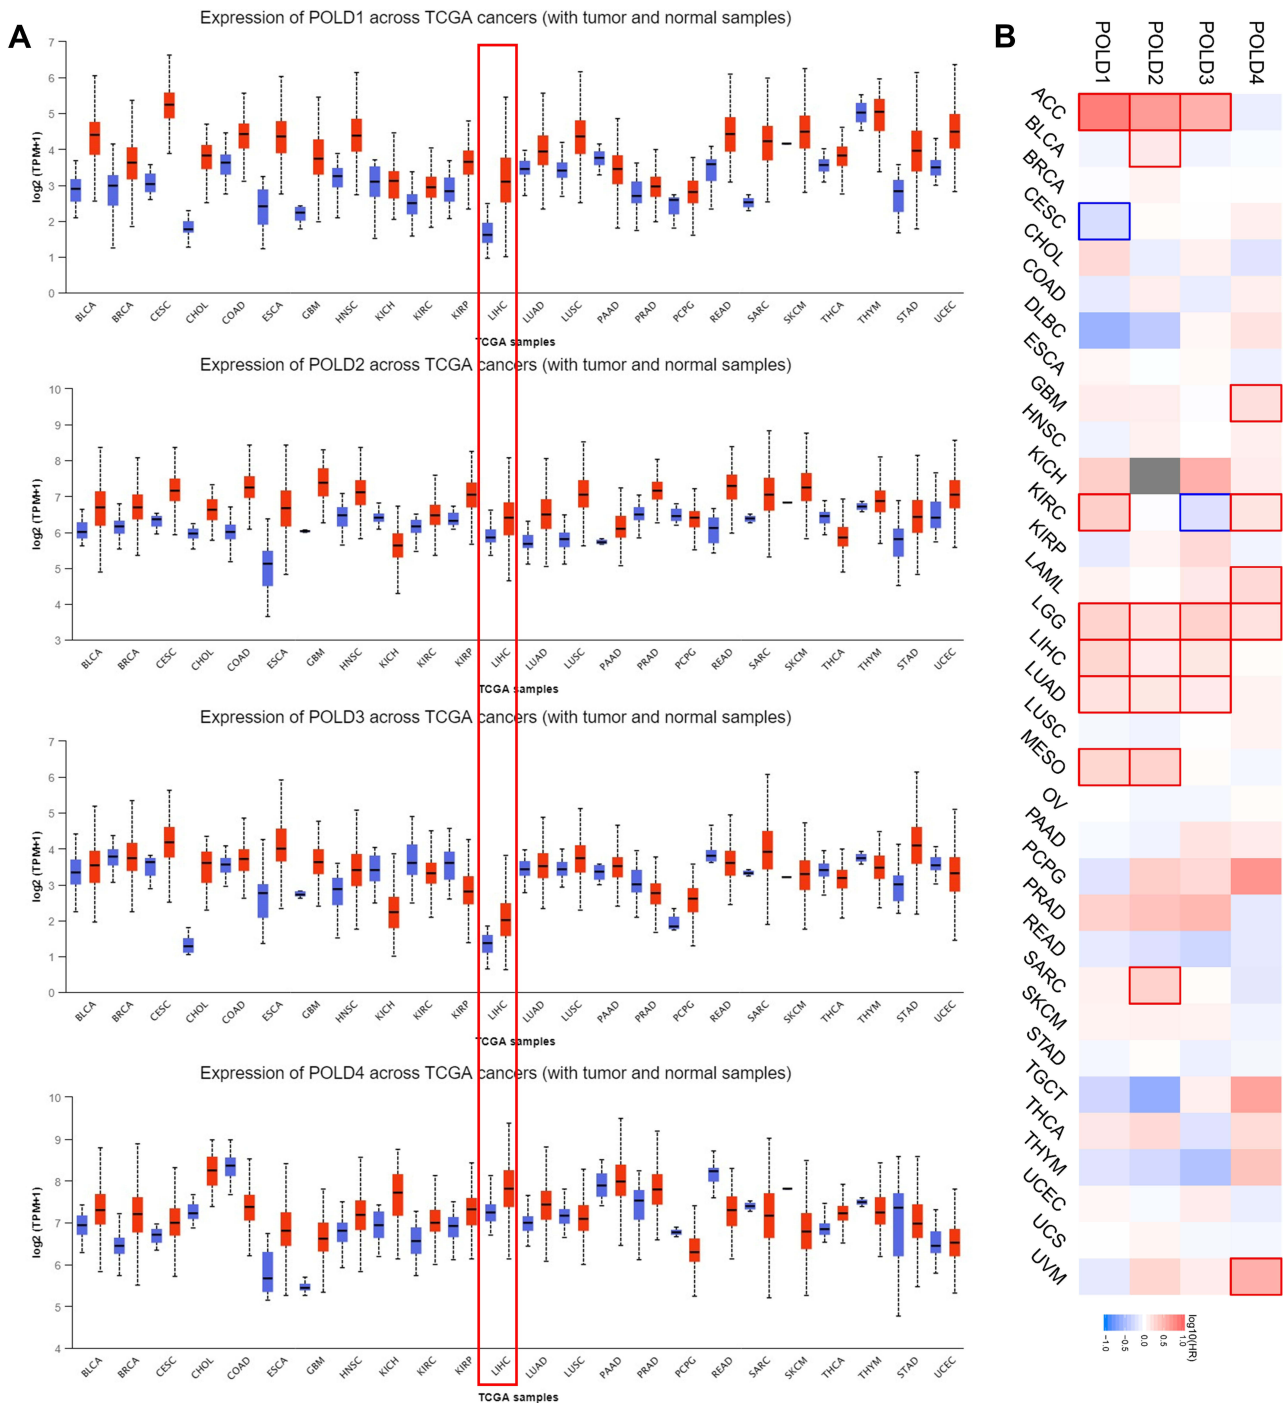 A
Expression of POLD1 across TCGA cancers (with tumor and normal samples)
log2 (TPM+1)
7
6
5
4
3
2
1
0
BLCA BRCA CESC CHOL COAD ESCA GBM HNSC KICH KIRC KIRP LIHC LUAD LUSC PAAD PRAD PCPG READ SARC SKCM THCA THYM STAD UCEC
TCGA samples
Expression of POLD2 across TCGA cancers (with tumor and normal samples)
log2 (TPM+1)
10
9
8
7
6
5
4
3
BLCA BRCA CESC CHOL COAD ESCA GBM HNSC KICH KIRC KIRP LIHC LUAD LUSC PAAD PRAD PCPG READ SARC SKCM THCA THYM STAD UCEC
TCGA samples
Expression of POLD3 across TCGA cancers (with tumor and normal samples)
log2 (TPM+1)
7
6
5
4
3
2
1
0
BLCA BRCA CESC CHOL COAD ESCA GBM HNSC KICH KIRC KIRP LIHC LUAD LUSC PAAD PRAD PCPG READ SARC SKCM THCA THYM STAD UCEC
TCGA samples
Expression of POLD4 across TCGA cancers (with tumor and normal samples)
log2 (TPM+1)
10
9
8
7
6
5
4
BLCA BRCA CESC CHOL COAD ESCA GBM HNSC KICH KIRC KIRP LIHC LUAD LUSC PAAD PRAD PCPG READ SARC SKCM THCA THYM STAD UCEC
TCGA samples
B
POLD1 POLD2 POLD3 POLD4
ACC
BLCA
BRCA
CESC
CHOL
COAD
DLBC
ESCA
GBM
HNSC
KICH
KIRC
KIRP
LAML
LGG
LIHC
LUAD
LUSC
MESO
OV
PAAD
PCPG
PRAD
READ
SARC
SKCM
STAD
TGCT
THCA
THYM
UCEC
UCS
UVM
log10(HR)
-1.0 -0.5 0.0 0.5 1.0